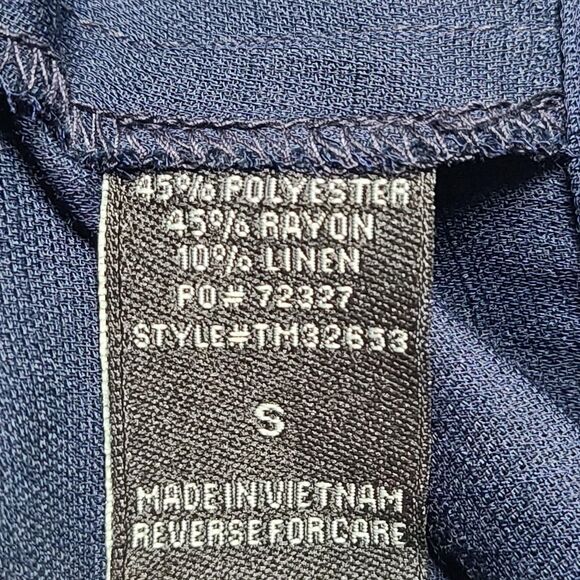 45% POLYESTER
45% RAYON
10% LINEN
PO# 72327
STYLE#TM32653
S
MADE IN VIETNAM
REVERSE FOR CARE